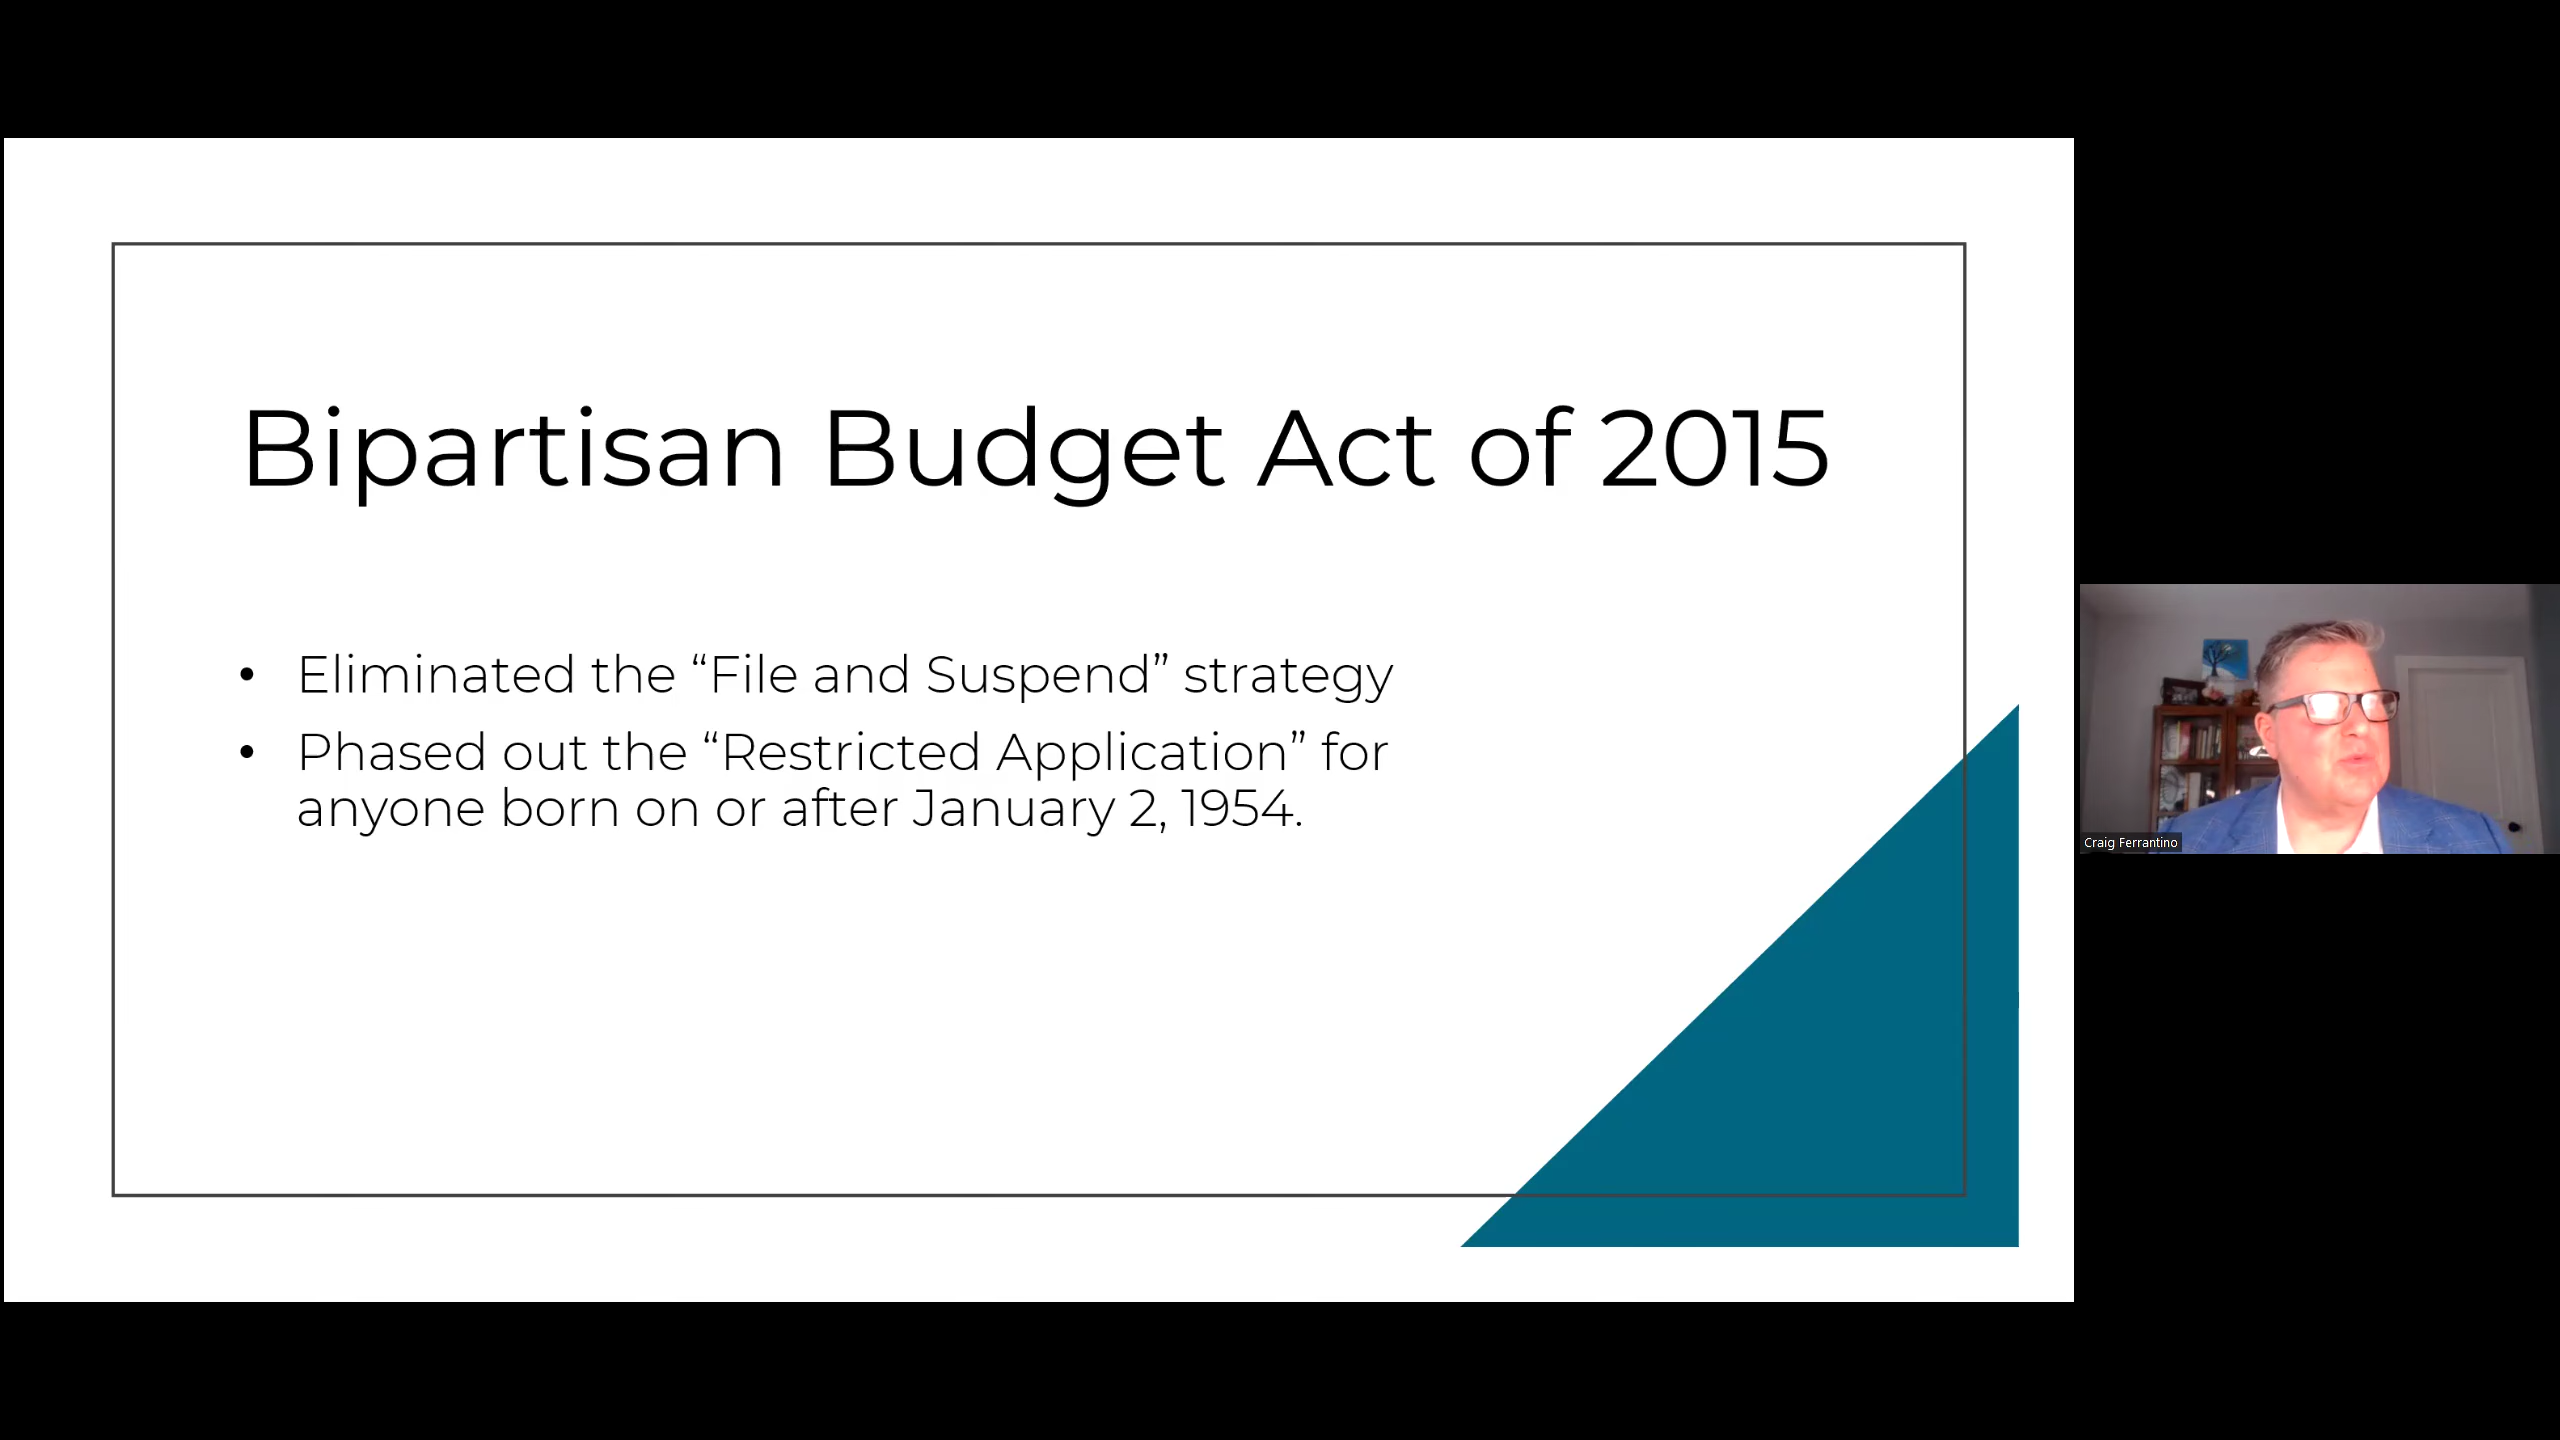 Bipartisan Budget Act of 2015
• Eliminated the “File and Suspend” strategy
• Phased out the “Restricted Application” for
anyone born on or after January 2, 1954.
Craig Ferrantino